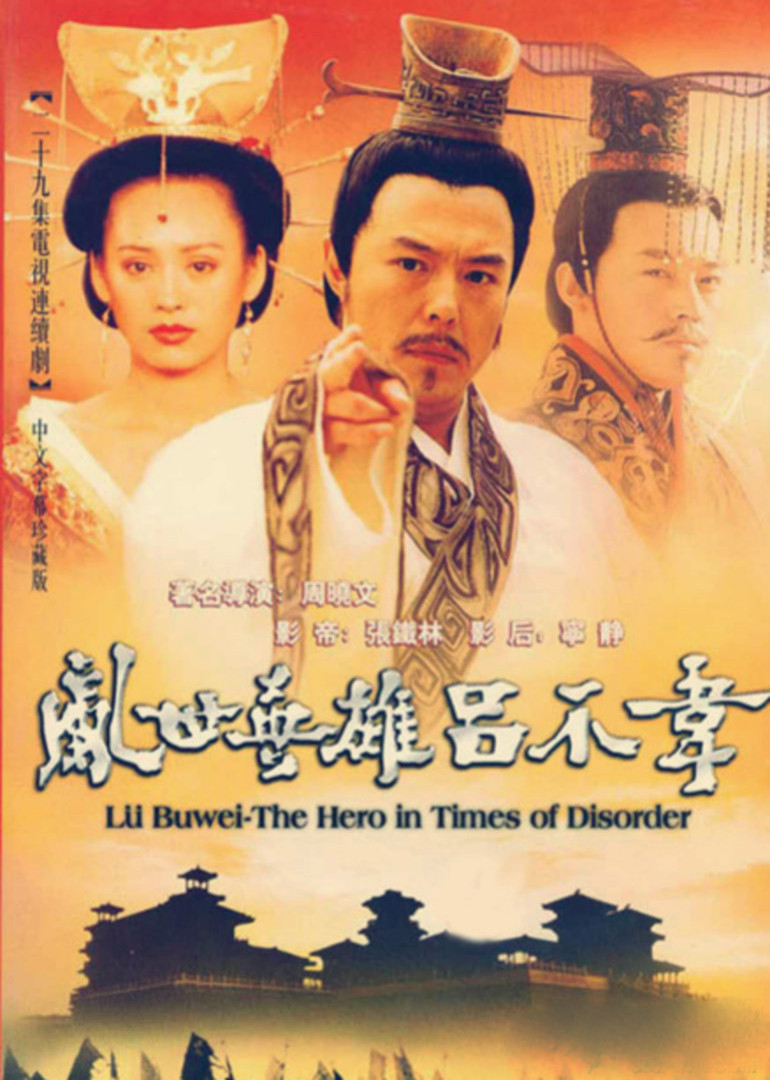 【二十九集電視連續劇】
中文字幕珍藏版
著名導演：周曉文
影帝：張鐵林 影后：寧靜
亂世英雄呂不韋
Lü Buwei-The Hero in Times of Disorder